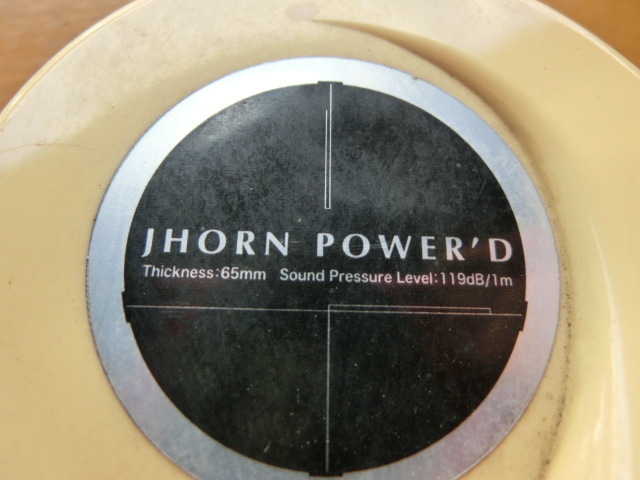 JHORN POWER'D
Thickness:65mm Sound Pressure Level:119dB/1m